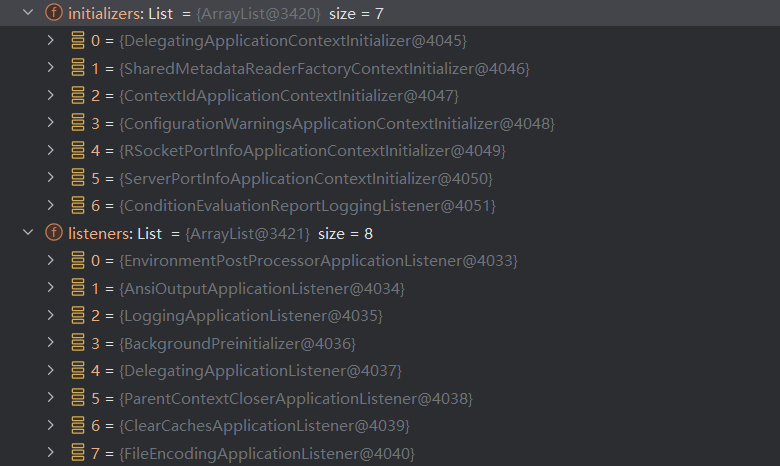 f initializers: List = {ArrayList@3420} size = 7
0 = {DelegatingApplicationContextInitializer@4045}
1 = {SharedMetadataReaderFactoryContextInitializer@4046}
2 = {ContextIdApplicationContextInitializer@4047}
3 = {ConfigurationWarningsApplicationContextInitializer@4048}
4 = {RSocketPortInfoApplicationContextInitializer@4049}
5 = {ServerPortInfoApplicationContextInitializer@4050}
6 = {ConditionEvaluationReportLoggingListener@4051}
f listeners: List = {ArrayList@3421} size = 8
0 = {EnvironmentPostProcessorApplicationListener@4033}
1 = {AnsiOutputApplicationListener@4034}
2 = {LoggingApplicationListener@4035}
3 = {BackgroundPreinitializer@4036}
4 = {DelegatingApplicationListener@4037}
5 = {ParentContextCloserApplicationListener@4038}
6 = {ClearCachesApplicationListener@4039}
7 = {FileEncodingApplicationListener@4040}